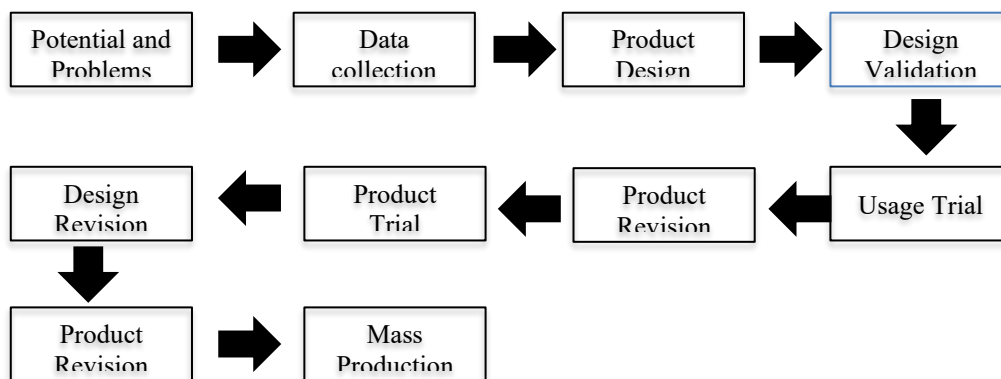 Potential and
Problems
Data
collection
Product
Design
Design
Validation
Usage Trial
Product
Revision
Product
Trial
Design
Revision
Product
Revision
Mass
Production